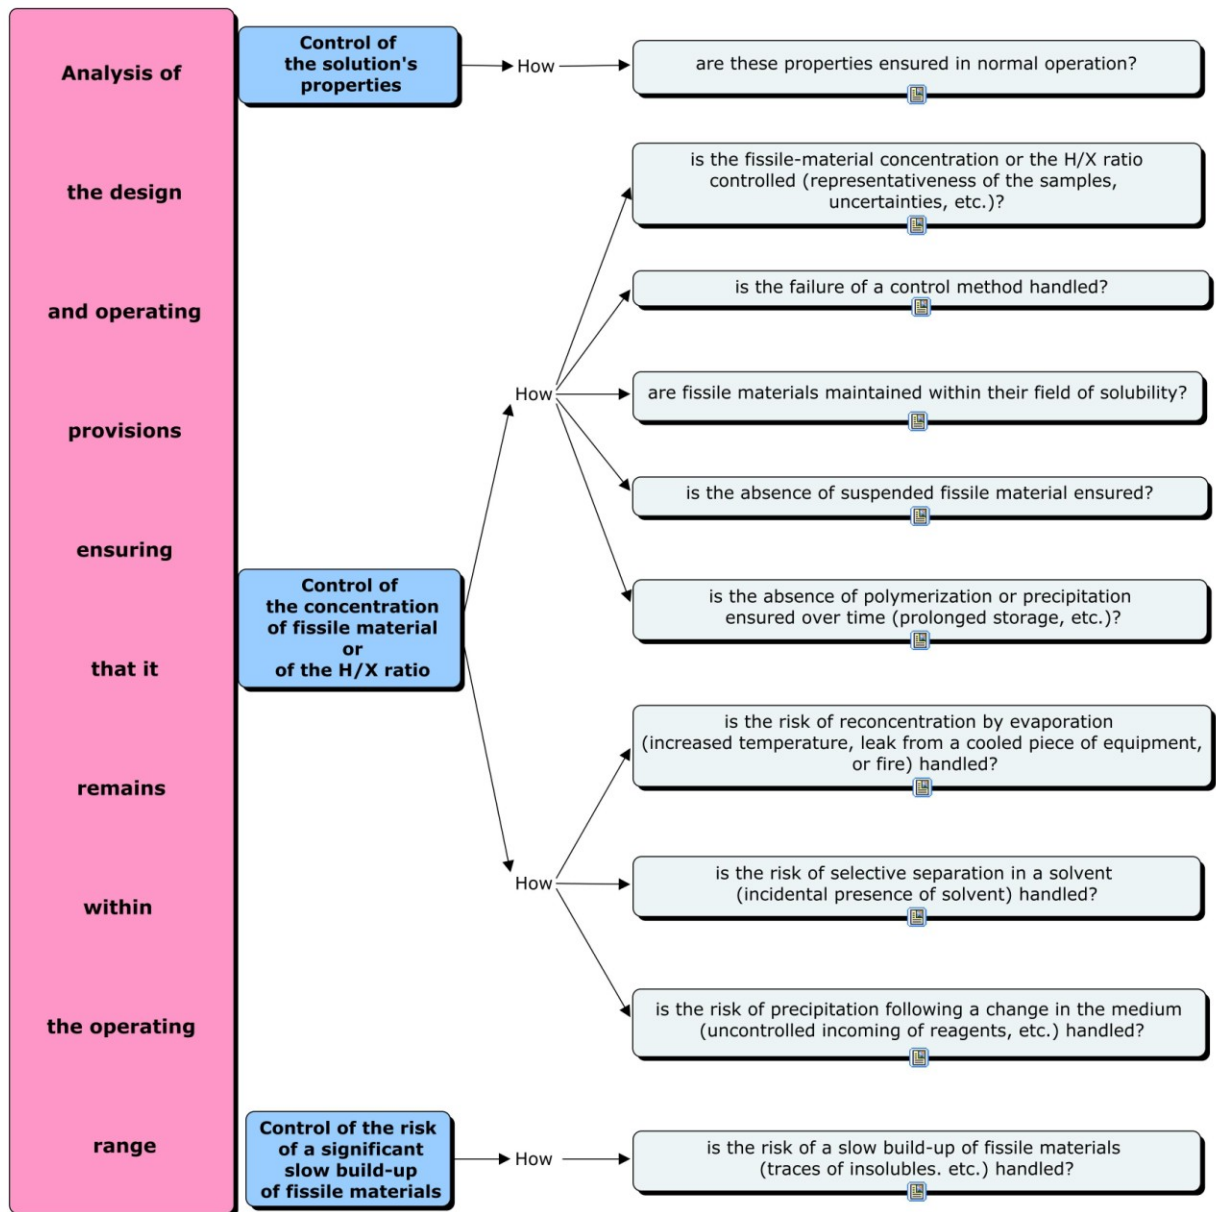 Analysis of
the design
and operating
provisions
ensuring
that it
remains
within
the operating
range
Control of
the solution's
properties
How
are these properties ensured in normal operation?
Control of
the concentration
of fissile material
or
of the H/X ratio
How
is the fissile-material concentration or the H/X ratio
controlled (representativeness of the samples,
uncertainties, etc.)?
is the failure of a control method handled?
are fissile materials maintained within their field of solubility?
is the absence of suspended fissile material ensured?
is the absence of polymerization or precipitation
ensured over time (prolonged storage, etc.)?
How
is the risk of reconcentration by evaporation
(increased temperature, leak from a cooled piece of equipment,
or fire) handled?
is the risk of selective separation in a solvent
(incidental presence of solvent) handled?
is the risk of precipitation following a change in the medium
(uncontrolled incoming of reagents, etc.) handled?
Control of the risk
of a significant
slow build-up
of fissile materials
How
is the risk of a slow build-up of fissile materials
(traces of insolubles. etc.) handled?